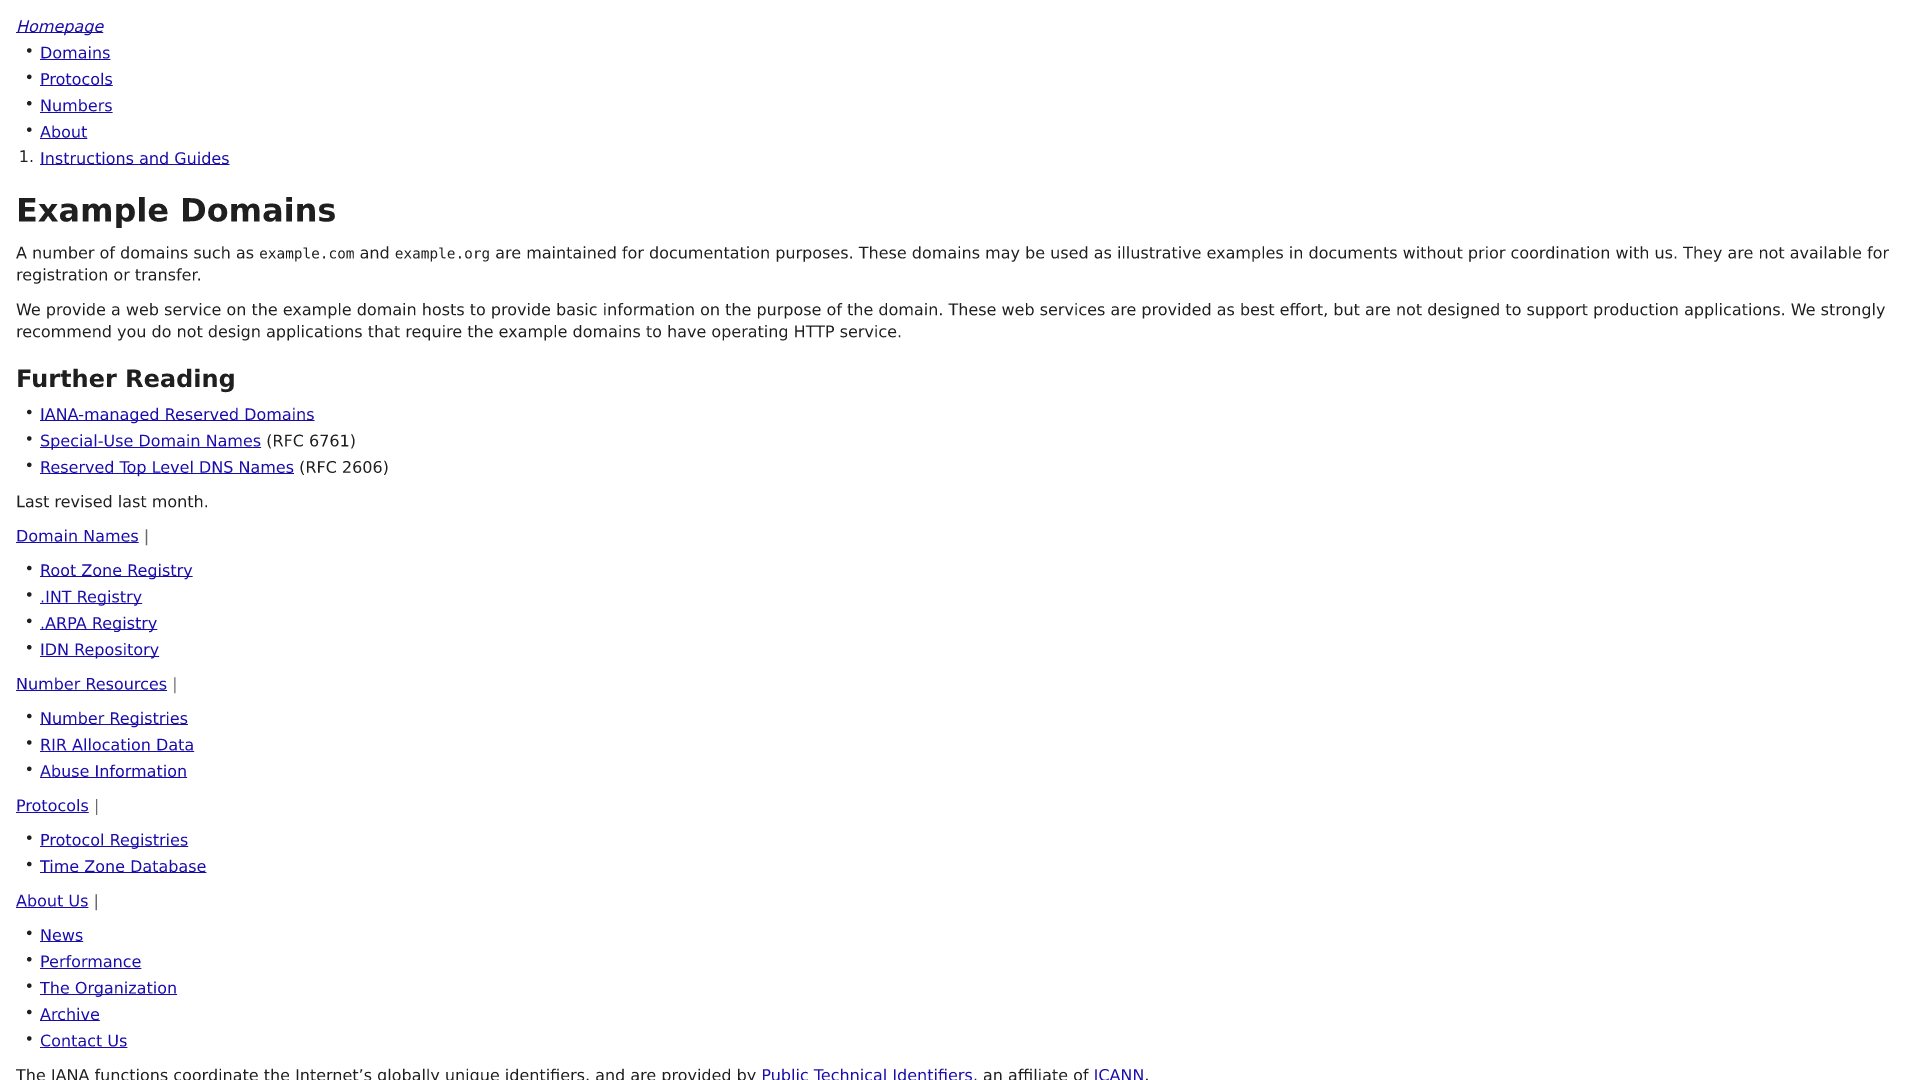 Homepage
• Domains
• Protocols
• Numbers
• About
1. Instructions and Guides
Example Domains
A number of domains such as example.com and example.org are maintained for documentation purposes. These domains may be used as illustrative examples in documents without prior coordination with us. They are not available for
registration or transfer.
We provide a web service on the example domain hosts to provide basic information on the purpose of the domain. These web services are provided as best effort, but are not designed to support production applications. We strongly
recommend you do not design applications that require the example domains to have operating HTTP service.
Further Reading
• IANA-managed Reserved Domains
• Special-Use Domain Names (RFC 6761)
• Reserved Top Level DNS Names (RFC 2606)
Last revised last month.
Domain Names |
• Root Zone Registry
• .INT Registry
• .ARPA Registry
• IDN Repository
Number Resources |
• Number Registries
• RIR Allocation Data
• Abuse Information
Protocols |
• Protocol Registries
• Time Zone Database
About Us |
• News
• Performance
• The Organization
• Archive
• Contact Us
The IANA functions coordinate the Internet’s globally unique identifiers, and are provided by Public Technical Identifiers, an affiliate of ICANN.